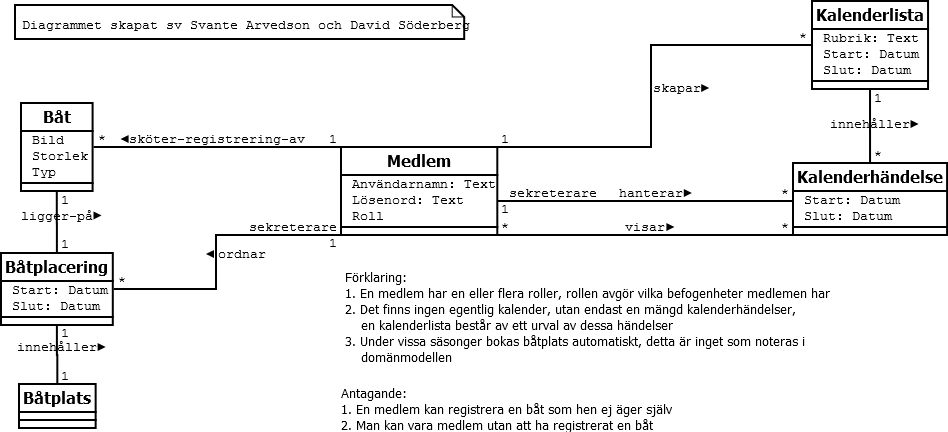 Diagrammet skapat sv Svante Arvedson och David Söderberg
Kalenderlista
Rubrik: Text
Start: Datum
Slut: Datum
*
skapar►
1
1
innehåller►
*
Båt
Bild
Storlek
Typ
*
◄sköter-registrering-av
1
Medlem
Användarnamn: Text
Lösenord: Text
Roll
sekreterare
hanterar►
*
1
*
visar►
*
Kalenderhändelse
Start: Datum
Slut: Datum
1
ligger-på►
1
sekreterare
1
◄ordnar
*
Båtplacering
Start: Datum
Slut: Datum
1
innehåller►
1
Båtplats
Förklaring:
1. En medlem har en eller flera roller, rollen avgör vilka befogenheter medlemen har
2. Det finns ingen egentlig kalender, utan endast en mängd kalenderhändelser,
en kalenderlista består av ett urval av dessa händelser
3. Under vissa säsonger bokas båtplats automatiskt, detta är inget som noteras i
domänmodellen
Antagande:
1. En medlem kan registrera en båt som hen ej äger själv
2. Man kan vara medlem utan att ha registrerat en båt